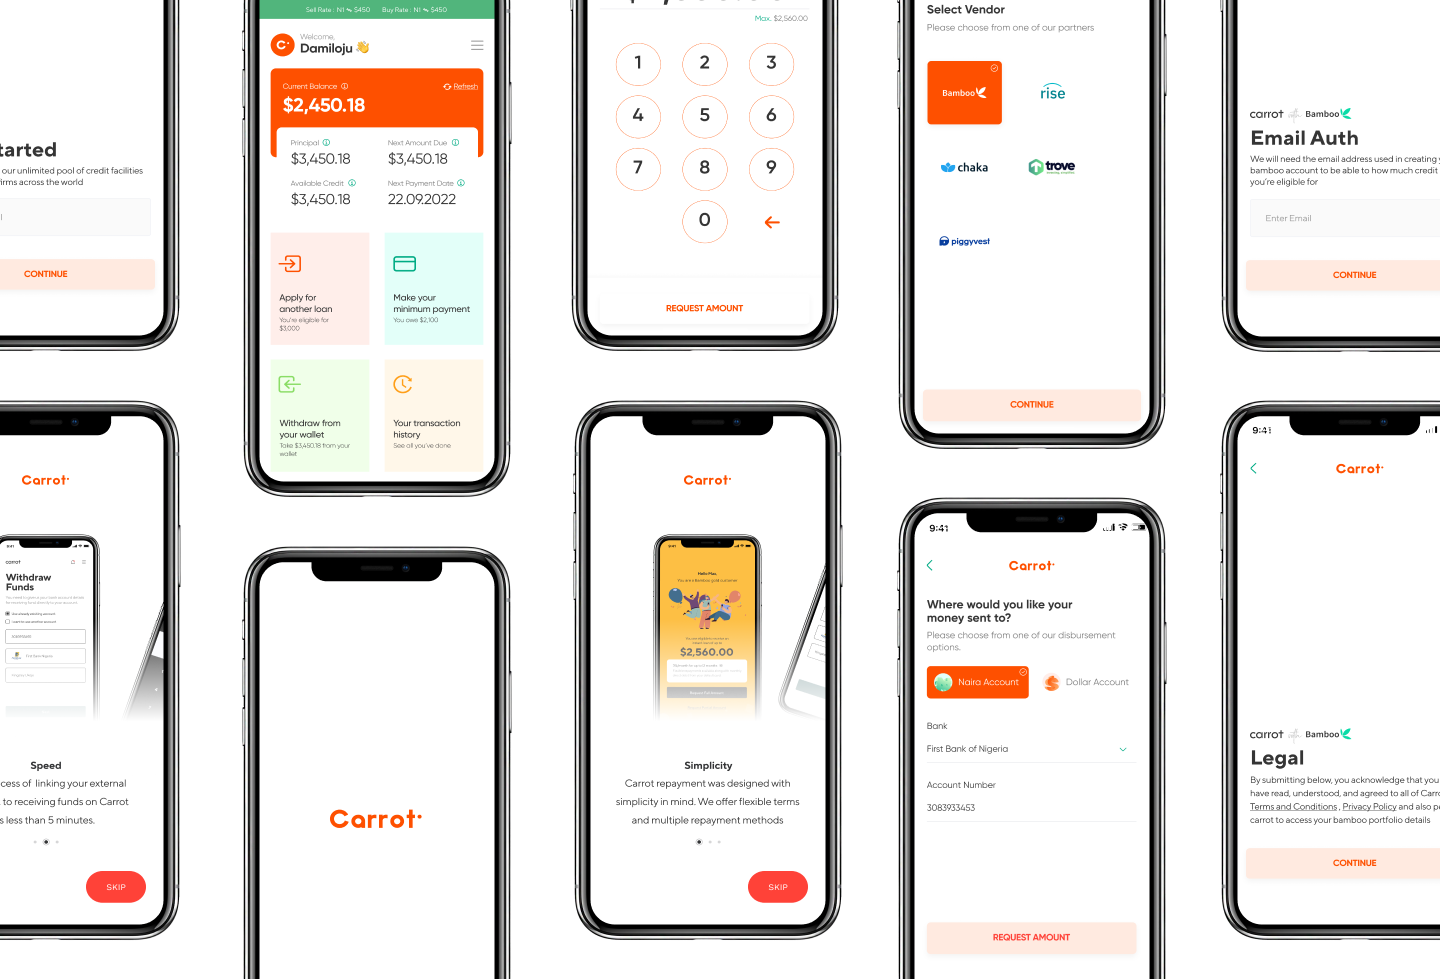 tarted
our unlimited pool of credit facilities
firms across the world
CONTINUE
Sell Rate : N1 ⇋ $450 Buy Rate : N1 ⇋ $450
C·
Welcome,
Damiloju 👋
Current Balance
Refresh
$2,450.18
Principal
Next Amount Due
$3,450.18
$3,450.18
Available Credit
Next Payment Date
$3,450.18
22.09.2022
Apply for
another loan
You're eligible for
$3,000
Make your
minimum payment
You owe $2,100
Withdraw from
your wallet
Take $3,450.18 from your
wallet
Your transaction
history
See all you've done
Max. $2,560.00
1 2 3
4 5 6
7 8 9
0
REQUEST AMOUNT
Select Vendor
Please choose from one of our partners
Bamboo
rise
chaka
trove
piggyvest
CONTINUE
carrot Bamboo
Email Auth
We will need the email address used in creating
bamboo account to be able to how much credit
you're eligible for
Enter Email
CONTINUE
Carrot
carrot
Withdraw
Funds
Speed
cess of linking your external
to receiving funds on Carrot
s less than 5 minutes.
SKIP
Carrot
Carrot
Hello Max,
You are a Bamboo gold customer
$2,560.00
Simplicity
Carrot repayment was designed with
simplicity in mind. We offer flexible terms
and multiple repayment methods
SKIP
9:41
Carrot
Where would you like your
money sent to?
Please choose from one of our disbursement
options.
Naira Account
Dollar Account
Bank
First Bank of Nigeria
Account Number
3083933453
REQUEST AMOUNT
9:41
Carrot
carrot Bamboo
Legal
By submitting below, you acknowledge that you
have read, understood, and agreed to all of Carro
Terms and Conditions , Privacy Policy and also pe
carrot to access your bamboo portfolio details
CONTINUE